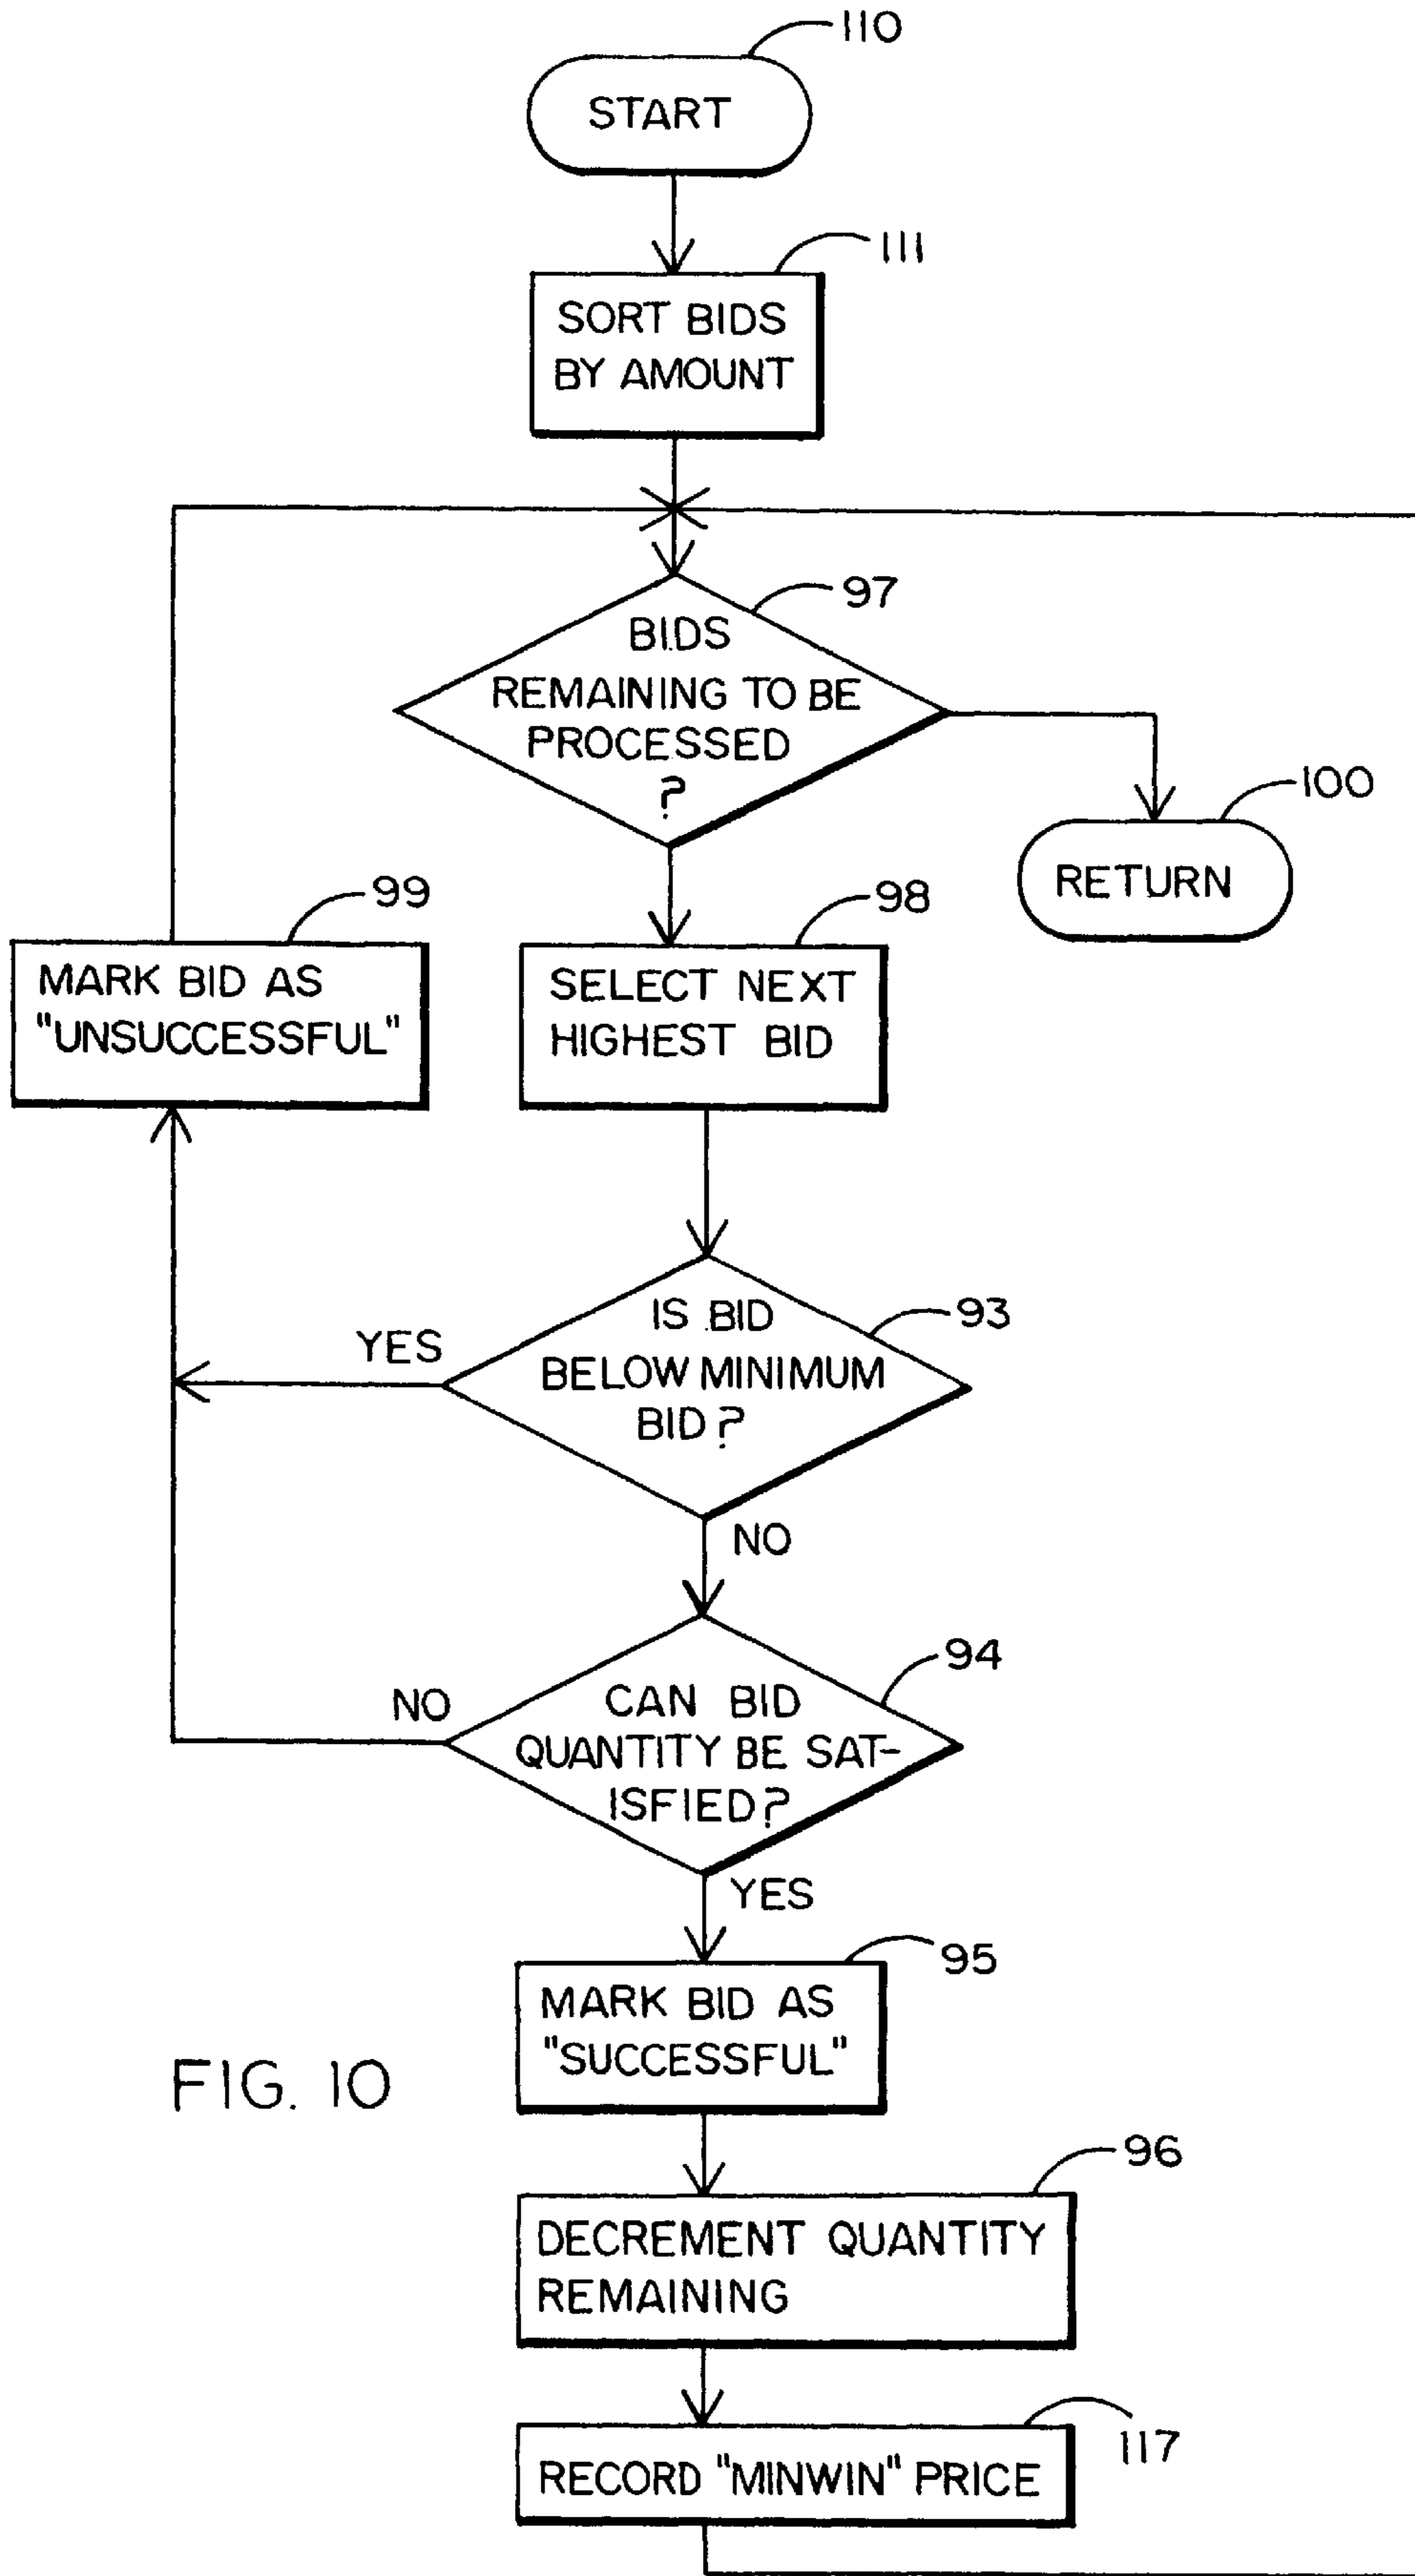 110
START
111
SORT BIDS
BY AMOUNT
97
BIDS
REMAINING TO BE
PROCESSED
?
100
RETURN
99
MARK BID AS
"UNSUCCESSFUL"
98
SELECT NEXT
HIGHEST BID
93
IS BID
BELOW MINIMUM
BID?
YES
NO
94
CAN BID
QUANTITY BE SAT-
ISFIED?
NO
YES
95
MARK BID AS
"SUCCESSFUL"
FIG. 10
96
DECREMENT QUANTITY
REMAINING
117
RECORD "MINWIN" PRICE